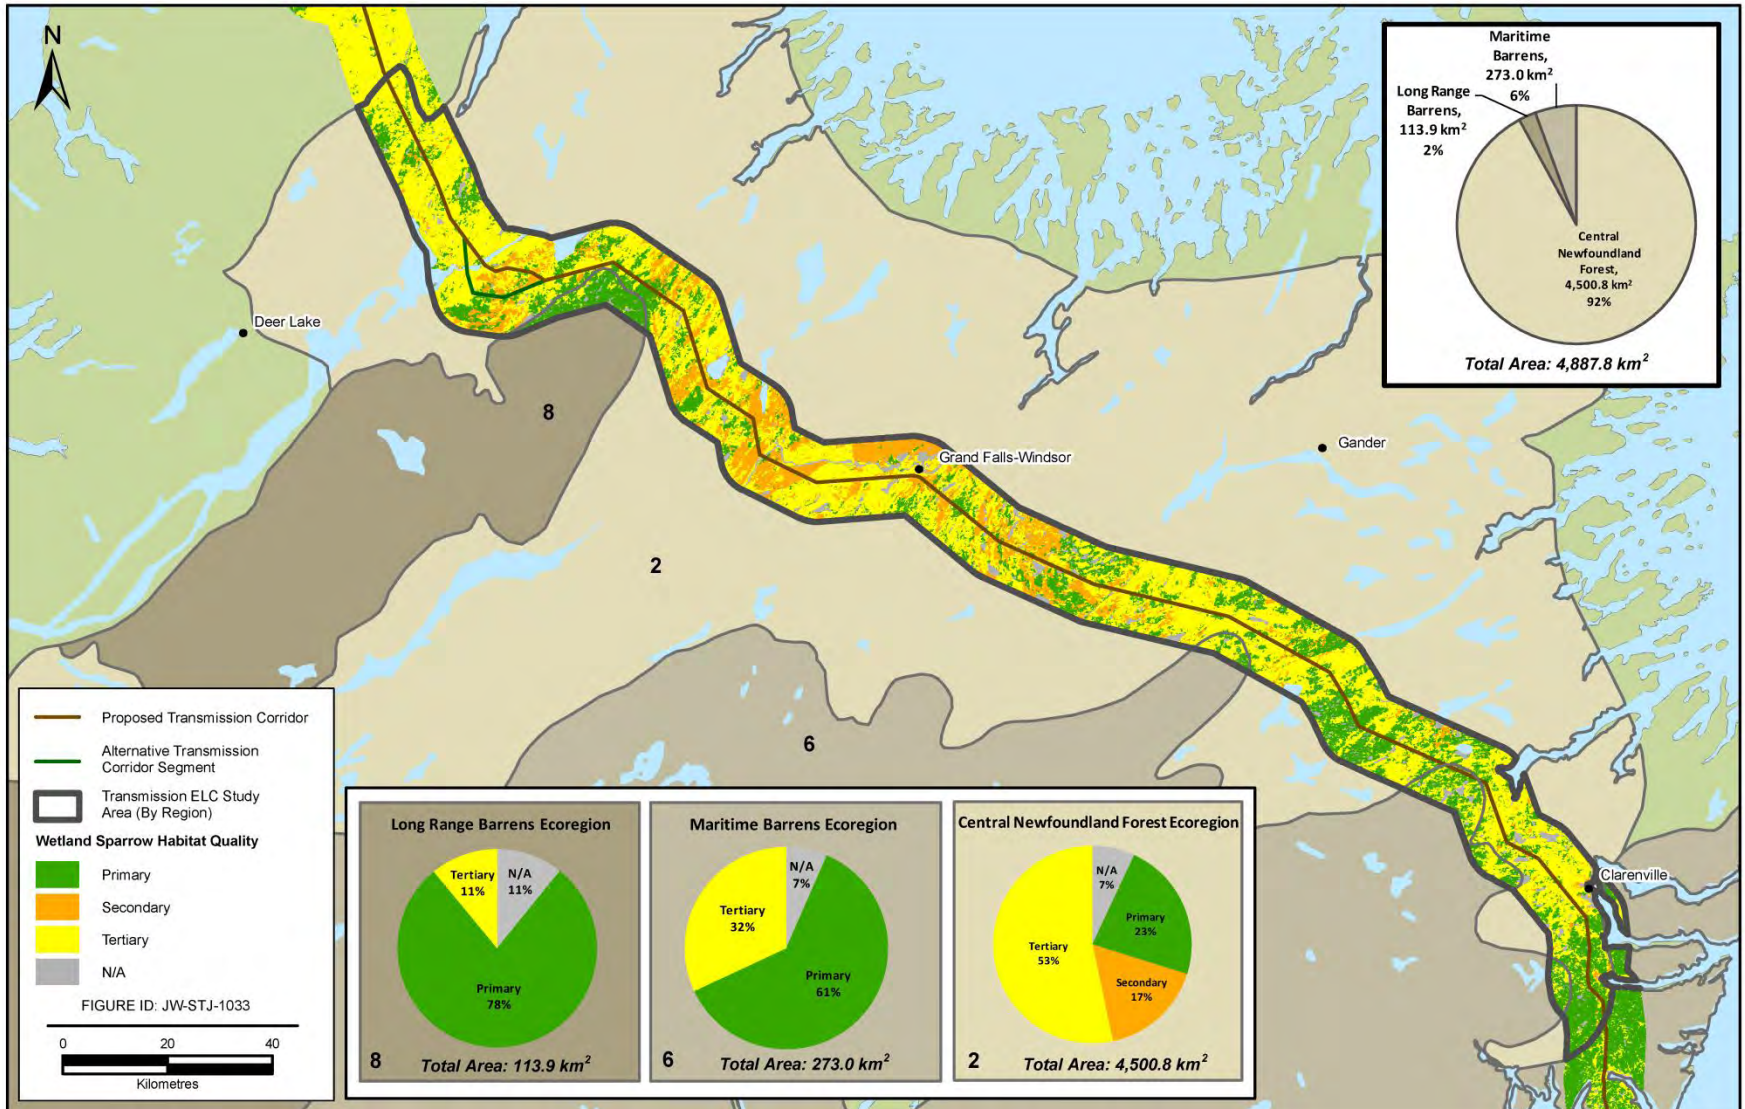 N
Maritime
Barrens,
273.0 km²
6%
Long Range
Barrens,
113.9 km²
2%
Central
Newfoundland
Forest,
4,500.8 km²
92%
Total Area: 4,887.8 km²
Deer Lake
8
Gander
Grand Falls-Windsor
2
6
Clarenville
Proposed Transmission Corridor
Alternative Transmission
Corridor Segment
Transmission ELC Study
Area (By Region)
Wetland Sparrow Habitat Quality
Primary
Secondary
Tertiary
N/A
FIGURE ID: JW-STJ-1033
0 20 40
Kilometres
Long Range Barrens Ecoregion
Tertiary
11%
N/A
11%
Primary
78%
8 Total Area: 113.9 km²
Maritime Barrens Ecoregion
N/A
7%
Tertiary
32%
Primary
61%
6 Total Area: 273.0 km²
Central Newfoundland Forest Ecoregion
N/A
7%
Primary
23%
Tertiary
53%
Secondary
17%
2 Total Area: 4,500.8 km²